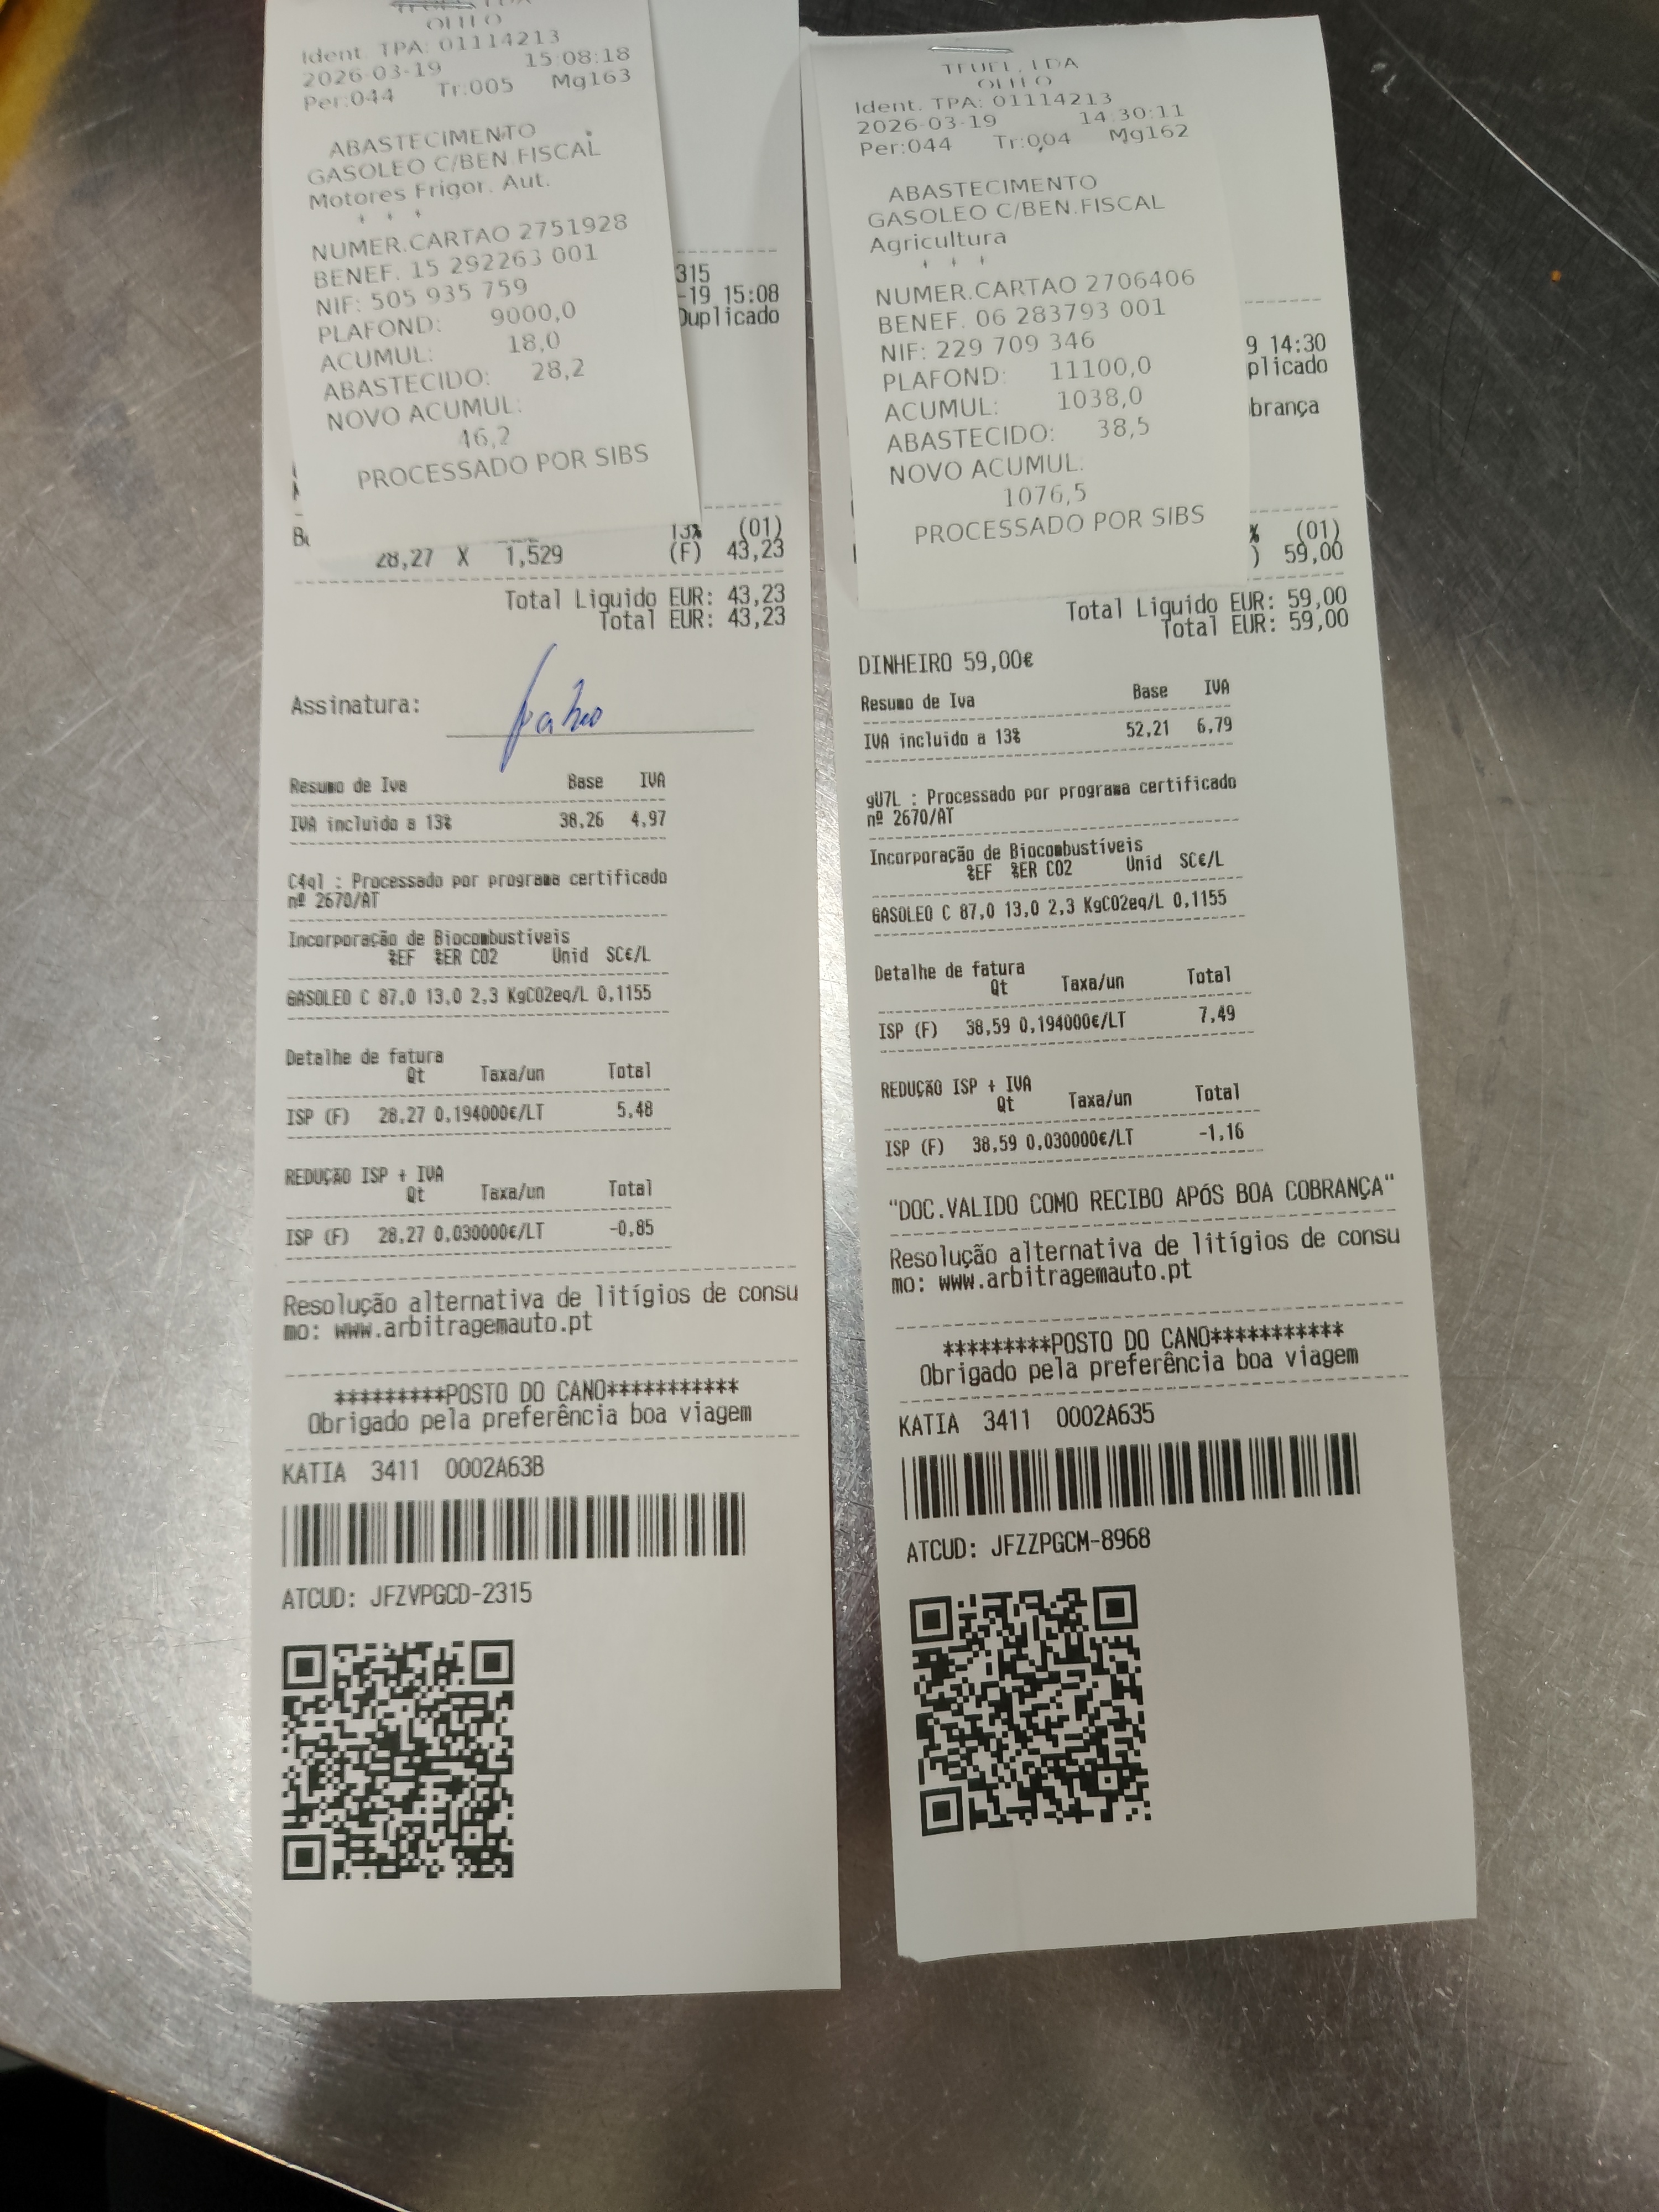 Ident. TPA: 01114213
2026-03-19 15:08:18
Per:044 Tr:005 Mg163
ABASTECIMENTO
GASOLEO C/BEN.FISCAL
Motores Frigor. Aut.
NUMER.CARTAO 2751928
BENEF. 15 292263 001
NIF: 505 935 759
PLAFOND: 9000,0
ACUMUL: 18,0
ABASTECIDO: 28,2
NOVO ACUMUL:
46,2
PROCESSADO POR SIBS
315
-19 15:08
Duplicado
13% (01)
28,27 X 1,529 (F) 43,23
Total Liquido EUR: 43,23
Total EUR: 43,23
Assinatura:
Resumo de Iva Base IVA
IVA incluido a 13% 38,26 4,97
C4ql : Processado por programa certificado
nº 2670/AT
Incorporação de Biocombustíveis
%EF %ER CO2 Unid SC€/L
GASOLEO C 87,0 13,0 2,3 KgCO2eq/L 0,1155
Detalhe de fatura
Qt Taxa/un Total
ISP (F) 28,27 0,194000€/LT 5,48
REDUÇÃO ISP + IVA
Qt Taxa/un Total
ISP (F) 28,27 0,030000€/LT -0,85
Resolução alternativa de litígios de consu
mo: www.arbitragemauto.pt
*********POSTO DO CANO***********
Obrigado pela preferência boa viagem
KATIA 3411 0002A63B
ATCUD: JFZVPGCD-2315
, LDA
Ident. TPA: 01114213
2026-03-19 14:30:11
Per:044 Tr:004 Mg162
ABASTECIMENTO
GASOLEO C/BEN.FISCAL
Agricultura
NUMER.CARTAO 2706406
BENEF. 06 283793 001
NIF: 229 709 346
PLAFOND: 11100,0
ACUMUL: 1038,0
ABASTECIDO: 38,5
NOVO ACUMUL:
1076,5
PROCESSADO POR SIBS
9 14:30
plicado
brança
% (01)
) 59,00
Total Liquido EUR: 59,00
Total EUR: 59,00
DINHEIRO 59,00€
Resumo de Iva Base IVA
IVA incluido a 13% 52,21 6,79
gU7L : Processado por programa certificado
nº 2670/AT
Incorporação de Biocombustíveis
%EF %ER CO2 Unid SC€/L
GASOLEO C 87,0 13,0 2,3 KgCO2eq/L 0,1155
Detalhe de fatura
Qt Taxa/un Total
ISP (F) 38,59 0,194000€/LT 7,49
REDUÇÃO ISP + IVA
Qt Taxa/un Total
ISP (F) 38,59 0,030000€/LT -1,16
"DOC.VALIDO COMO RECIBO APÓS BOA COBRANÇA"
Resolução alternativa de litígios de consu
mo: www.arbitragemauto.pt
*********POSTO DO CANO***********
Obrigado pela preferência boa viagem
KATIA 3411 0002A635
ATCUD: JFZZPGCM-8968